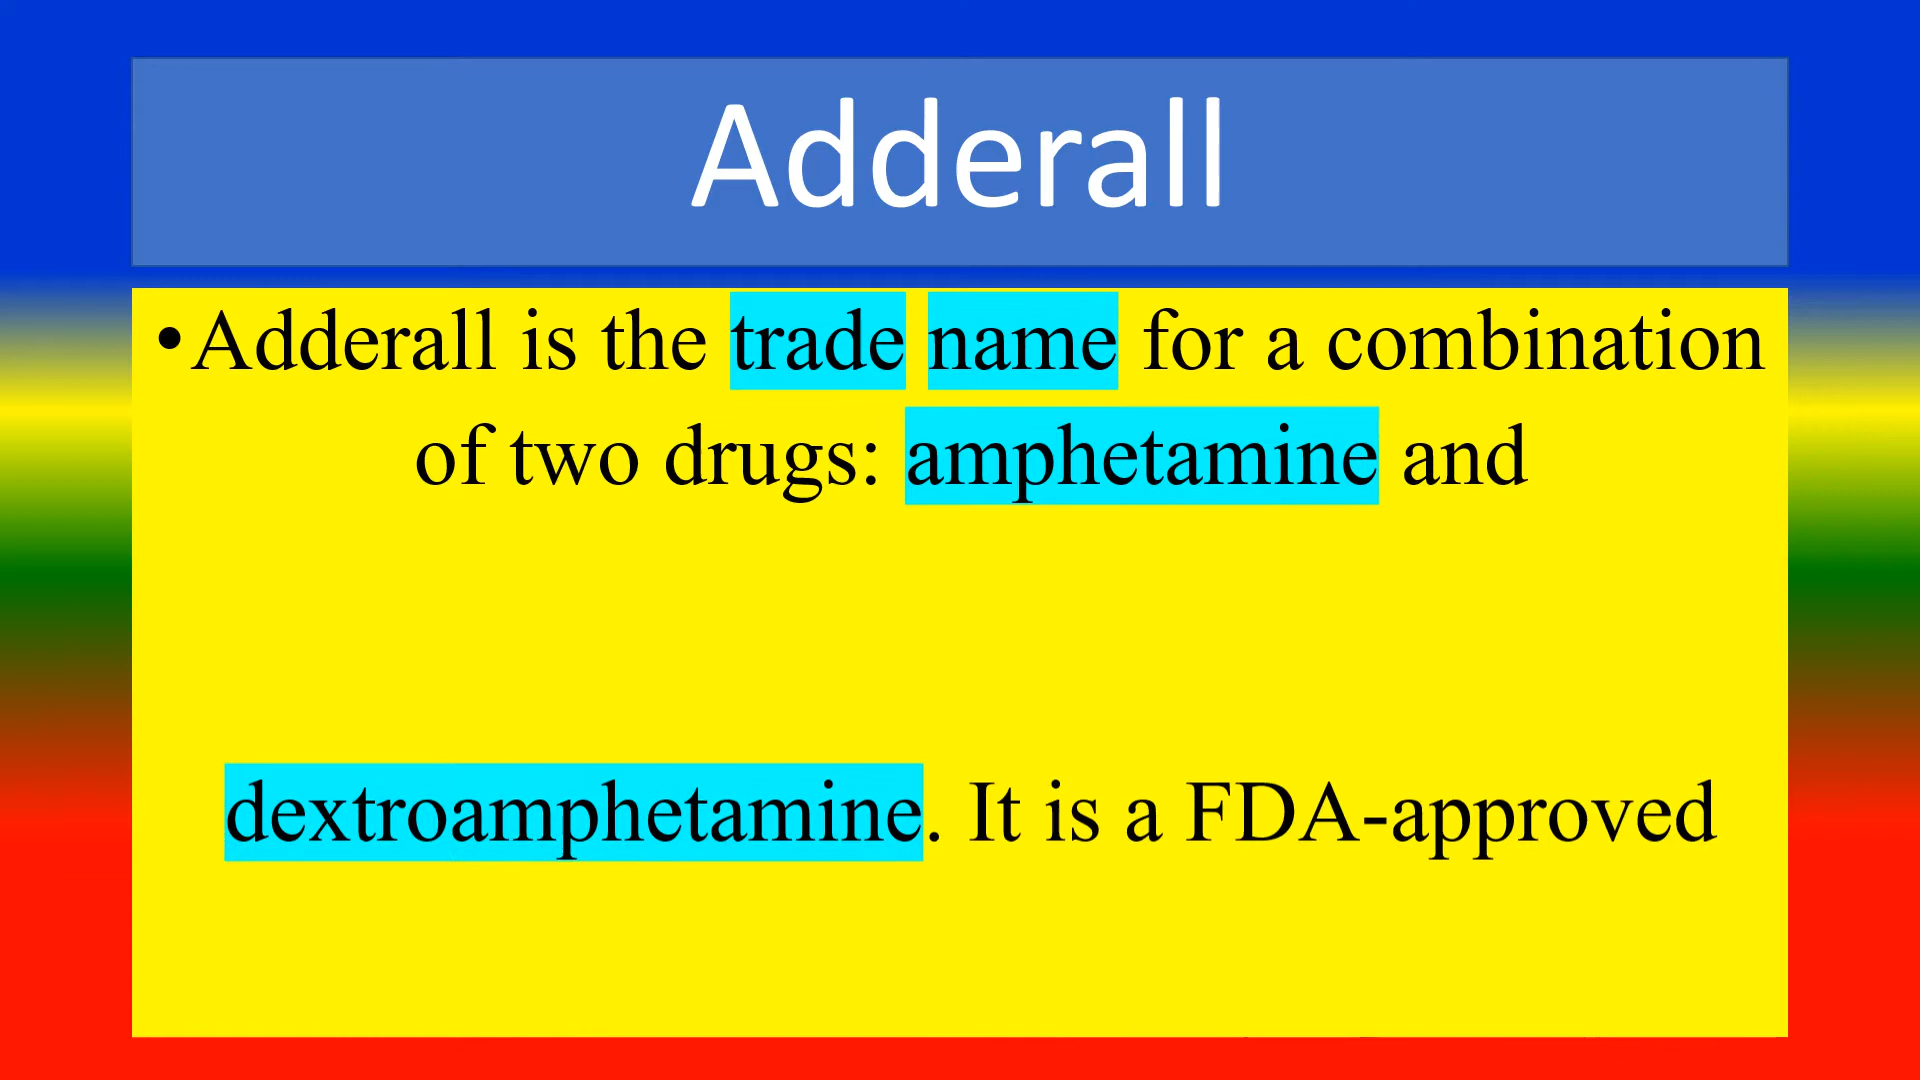 Adderall
•Adderall is the trade name for a combination
of two drugs: amphetamine and
dextroamphetamine. It is a FDA-approved